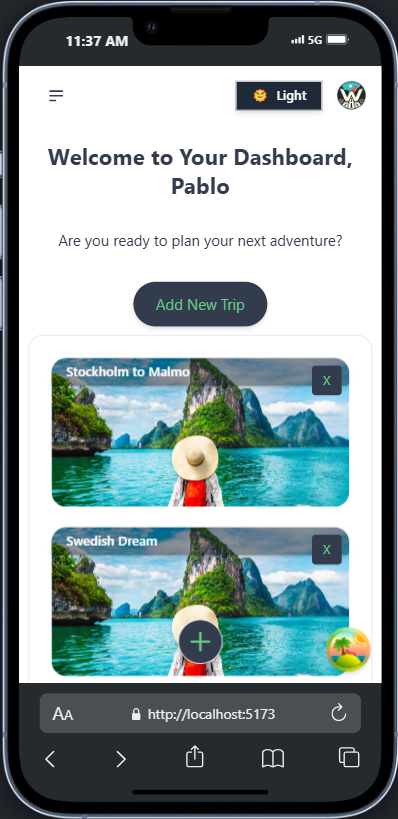 11:37 AM
5G
Light
Welcome to Your Dashboard,
Pablo
Are you ready to plan your next adventure?
Add New Trip
Stockholm to Malmo
X
Swedish Dream
X
AA
http://localhost:5173